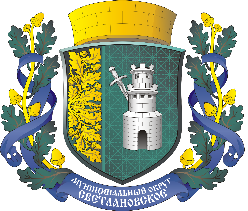 МУНИЦИПАЛЬНЫЙ ОКРУГ
СВЕТЛАНОВСКОЕ